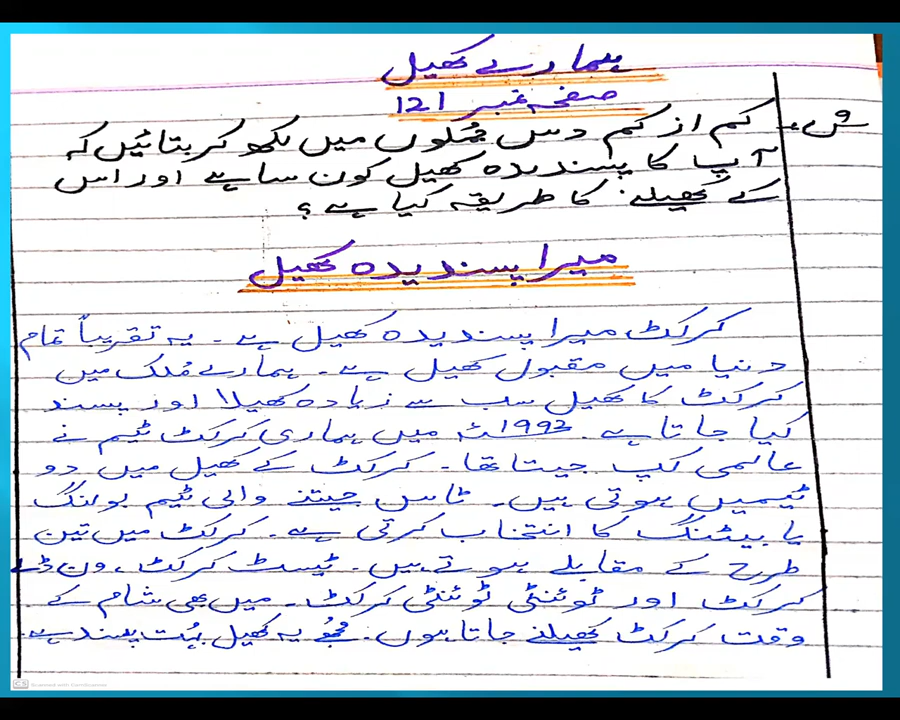 ہمارے کھیل
صفحہ نمبر 121
س. کم از کم دس جملوں میں لکھ کر بتائیں کہ
آپ کا پسندیدہ کھیل کون سا ہے اور اس
کے کھیلنے کا طریقہ کیا ہے؟
میرا پسندیدہ کھیل
کرکٹ میرا پسندیدہ کھیل ہے۔ یہ تقریباً تمام
دنیا میں مقبول کھیل ہے۔ ہمارے مُلک میں
کرکٹ کا کھیل سب سے زیادہ کھیلا اور پسند
کیا جاتا ہے۔ 1992ء میں ہماری کرکٹ ٹیم نے
عالمی کپ جیتا تھا۔ کرکٹ کے کھیل میں دو
ٹیمیں ہوتی ہیں۔ ٹاس جیتنے والی ٹیم بولنگ
یا بیٹنگ کا انتخاب کرتی ہے۔ کرکٹ میں تین
طرح کے مقابلے ہوتے ہیں۔ ٹیسٹ کرکٹ، ون ڈے
کرکٹ اور ٹوئنٹی ٹوئنٹی کرکٹ۔ میں بھی شام کے
وقت کرکٹ کھیلنے جاتا ہوں۔ مجھے یہ کھیل بہُت پسند ہے۔
CS Scanned with CamScanner